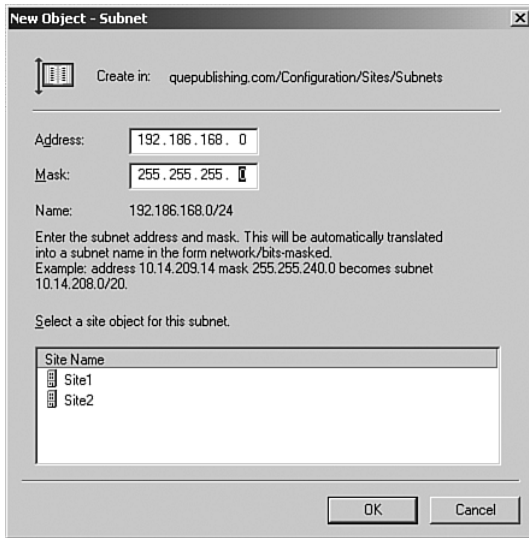 New Object - Subnet
Create in: quepublishing.com/Configuration/Sites/Subnets
Address: 192.186.168. 0
Mask: 255.255.255. 0
Name: 192.186.168.0/24
Enter the subnet address and mask. This will be automatically translated
into a subnet name in the form network/bits-masked.
Example: address 10.14.209.14 mask 255.255.240.0 becomes subnet
10.14.208.0/20.
Select a site object for this subnet.
Site Name
Site1
Site2
OK Cancel